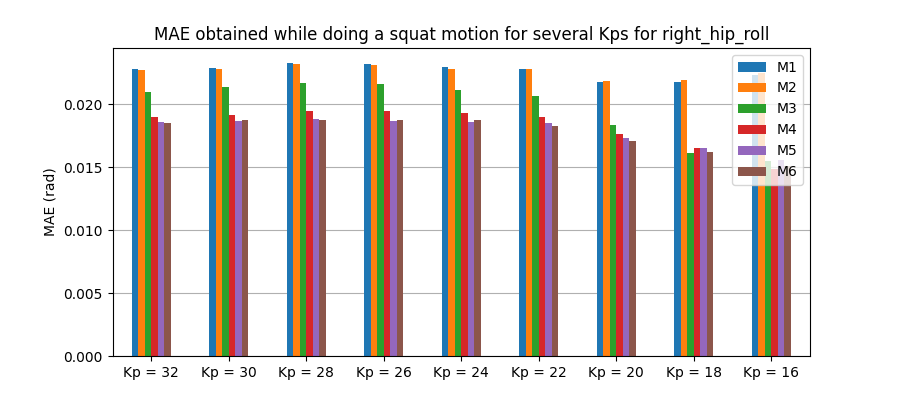 MAE obtained while doing a squat motion for several Kps for right_hip_roll
MAE (rad)
0.020
0.015
0.010
0.005
0.000
M1
M2
M3
M4
M5
M6
Kp = 32 Kp = 30 Kp = 28 Kp = 26 Kp = 24 Kp = 22 Kp = 20 Kp = 18 Kp = 16